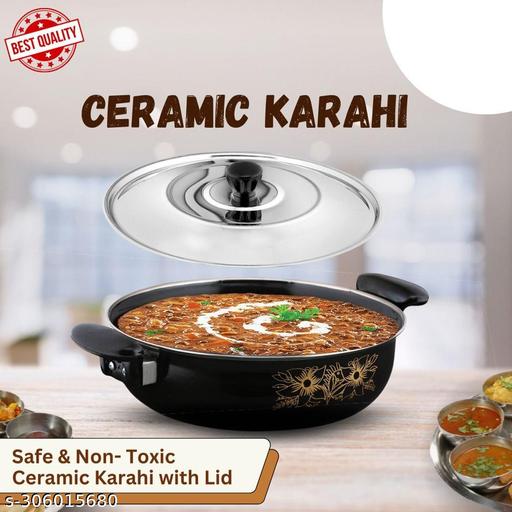 BEST QUALITY
CERAMIC KARAHI
Safe & Non- Toxic
Ceramic Karahi with Lid
s-306015680